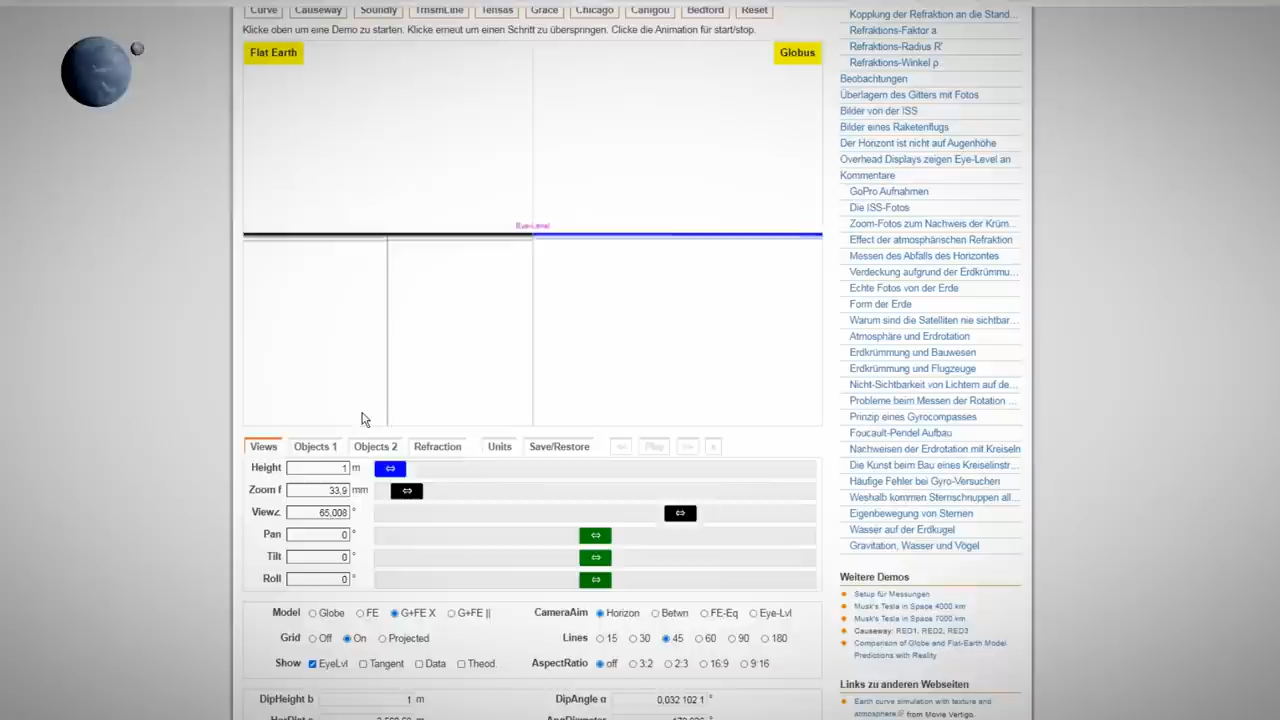 Curve Causeway Soundly TrnsmLine Tensas Grace Chicago Canigou Bedford Reset
Klicke oben um eine Demo zu starten. Klicke erneut um einen Schritt zu überspringen. Clicke die Animation für start/stop.
Flat Earth
Globus
Eye-Level
Views Objects 1 Objects 2 Refraction Units Save/Restore Play
Height 1 m
Zoom f 33,9 mm
View∠ 65,008 °
Pan 0 °
Tilt 0 °
Roll 0 °
Model Globe FE G+FE X G+FE || CameraAim Horizon Betwn FE-Eq Eye-Lvl
Grid Off On Projected Lines 15 30 45 60 90 180
Show EyeLvl Tangent Data Theod. AspectRatio off 3:2 2:3 16:9 9:16
DipHeight b 1 m DipAngle α 0,032 102 1 °
Kopplung der Refraktion an die Stand...
Refraktions-Faktor a
Refraktions-Radius R'
Refraktions-Winkel ρ
Beobachtungen
Überlagern des Gitters mit Fotos
Bilder von der ISS
Bilder eines Raketenflugs
Der Horizont ist nicht auf Augenhöhe
Overhead Displays zeigen Eye-Level an
Kommentare
GoPro Aufnahmen
Die ISS-Fotos
Zoom-Fotos zum Nachweis der Krüm...
Effect der atmosphärischen Refraktion
Messen des Abfalls des Horizontes
Verdeckung aufgrund der Erdkrümmu...
Echte Fotos von der Erde
Form der Erde
Warum sind die Satelliten nie sichtbar...
Atmosphäre und Erdrotation
Erdkrümmung und Bauwesen
Erdkrümmung und Flugzeuge
Nicht-Sichtbarkeit von Lichtern auf de...
Probleme beim Messen der Rotation ...
Prinzip eines Gyrocompasses
Foucault-Pendel Aufbau
Nachweisen der Erdrotation mit Kreiseln
Die Kunst beim Bau eines Kreiselinstr...
Häufige Fehler bei Gyro-Versuchen
Weshalb kommen Sternschnuppen all...
Eigenbewegung von Sternen
Wasser auf der Erdkugel
Gravitation, Wasser und Vögel
Weitere Demos
Setup für Messungen
Musk's Tesla in Space 4000 km
Musk's Tesla in Space 7000 km
Causeway: RED1, RED2, RED3
Comparison of Globe and Flat-Earth Model
Predictions with Reality
Links zu anderen Webseiten
Earth curve simulation with texture and
atmosphere from Movie Vertigo.